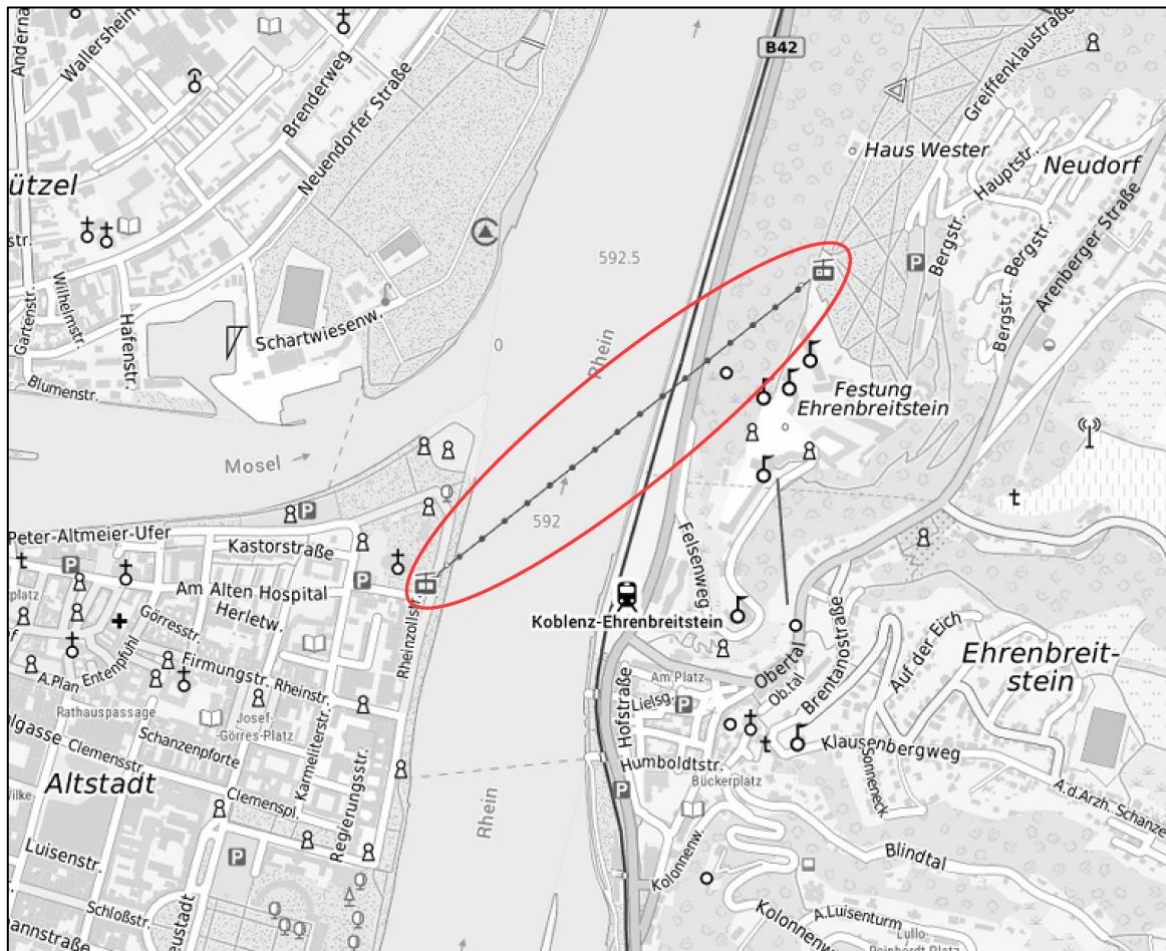 Anderna
Wallersheim
Brenderweg
Neuendorfer Straße
B42
Greiffenklaustraße
Haus Wester
Hauptstr.
Neudorf
ützel
str.
592.5
Bergstr.
Bergstr.
Arenberger Straße
P
Wilhelmstr.
Gartenstr.
Hafenstr.
Schartwiesenw.
0
Rhein
Bergstr.
Blumenstr.
Festung
Ehrenbreitstein
Mosel
P
592
Peter-Altmeier-Ufer
Kastorstraße
P
P
Am Alten Hospital
Herletw.
Felsenweg
Koblenz-Ehrenbreitstein
Görresstr.
Rheinzollstr.
Entenpfuhl
Firmungstr.
Rheinstr.
A.Plan
Brentanostraße
Auf der Eich
Ehrenbreit-
stein
Obertal
Ob.tal
Am Platz
Lielsg.
P
Hofstraße
Rathauspassage
Josef-
Görres-Platz
Karmeliterstr.
Schanzenpforte
Klausenbergweg
Humboldtstr.
Sonneneck
Clemensstr.
Regierungsstr.
Bückerplatz
Altstadt
Clemenspl.
P
A.d.Arzh. Schanze
Rhein
Luisenstr.
P
Kolonnenw.
Blindtal
Schloßstr.
A.Luisenturm
Kolonnenw.
Lullo-